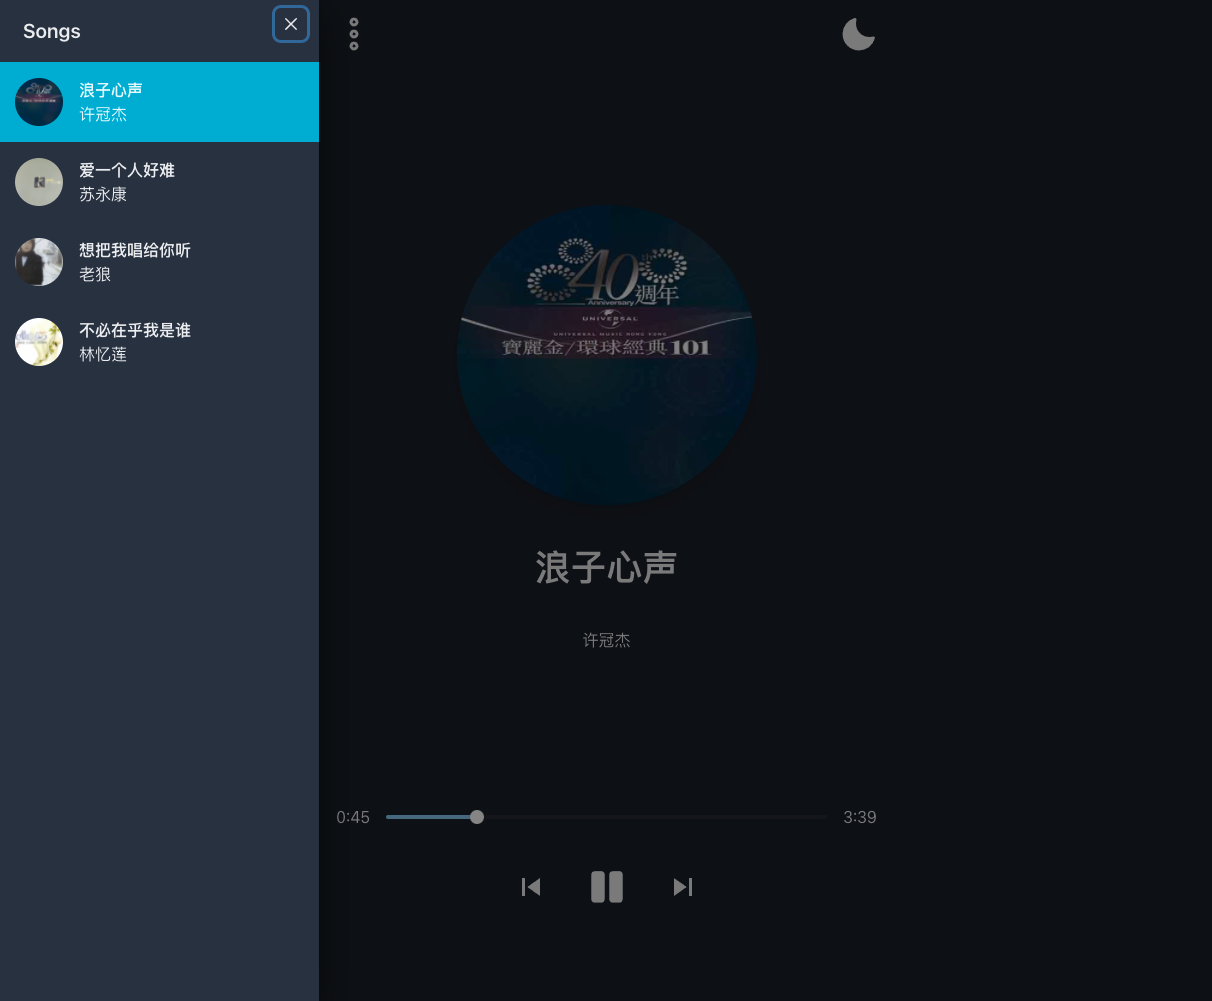 Songs
浪子心声
许冠杰
爱一个人好难
苏永康
想把我唱给你听
老狼
不必在乎我是谁
林忆莲
40th
Anniversary
週年
UNIVERSAL
UNIVERSAL MUSIC HONG KONG
寶麗金/環球經典101
浪子心声
许冠杰
0:45
3:39